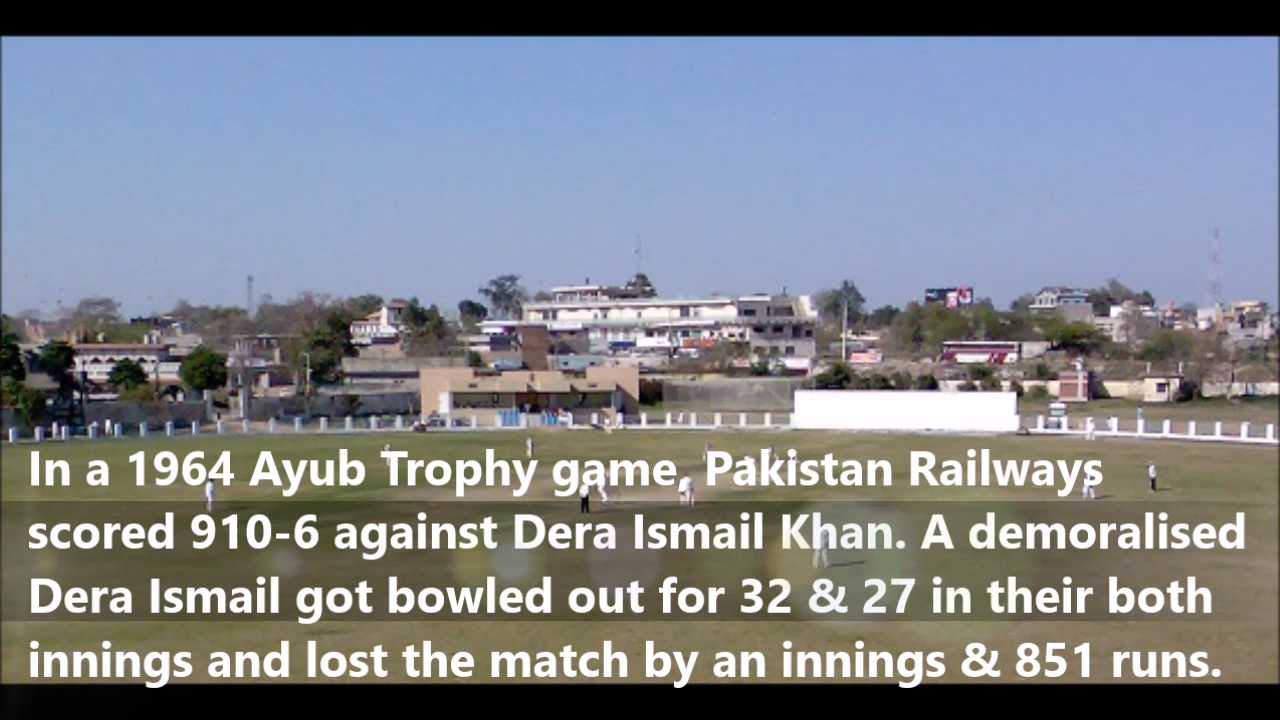 In a 1964 Ayub Trophy game, Pakistan Railways
scored 910-6 against Dera Ismail Khan. A demoralised
Dera Ismail got bowled out for 32 & 27 in their both
innings and lost the match by an innings & 851 runs.